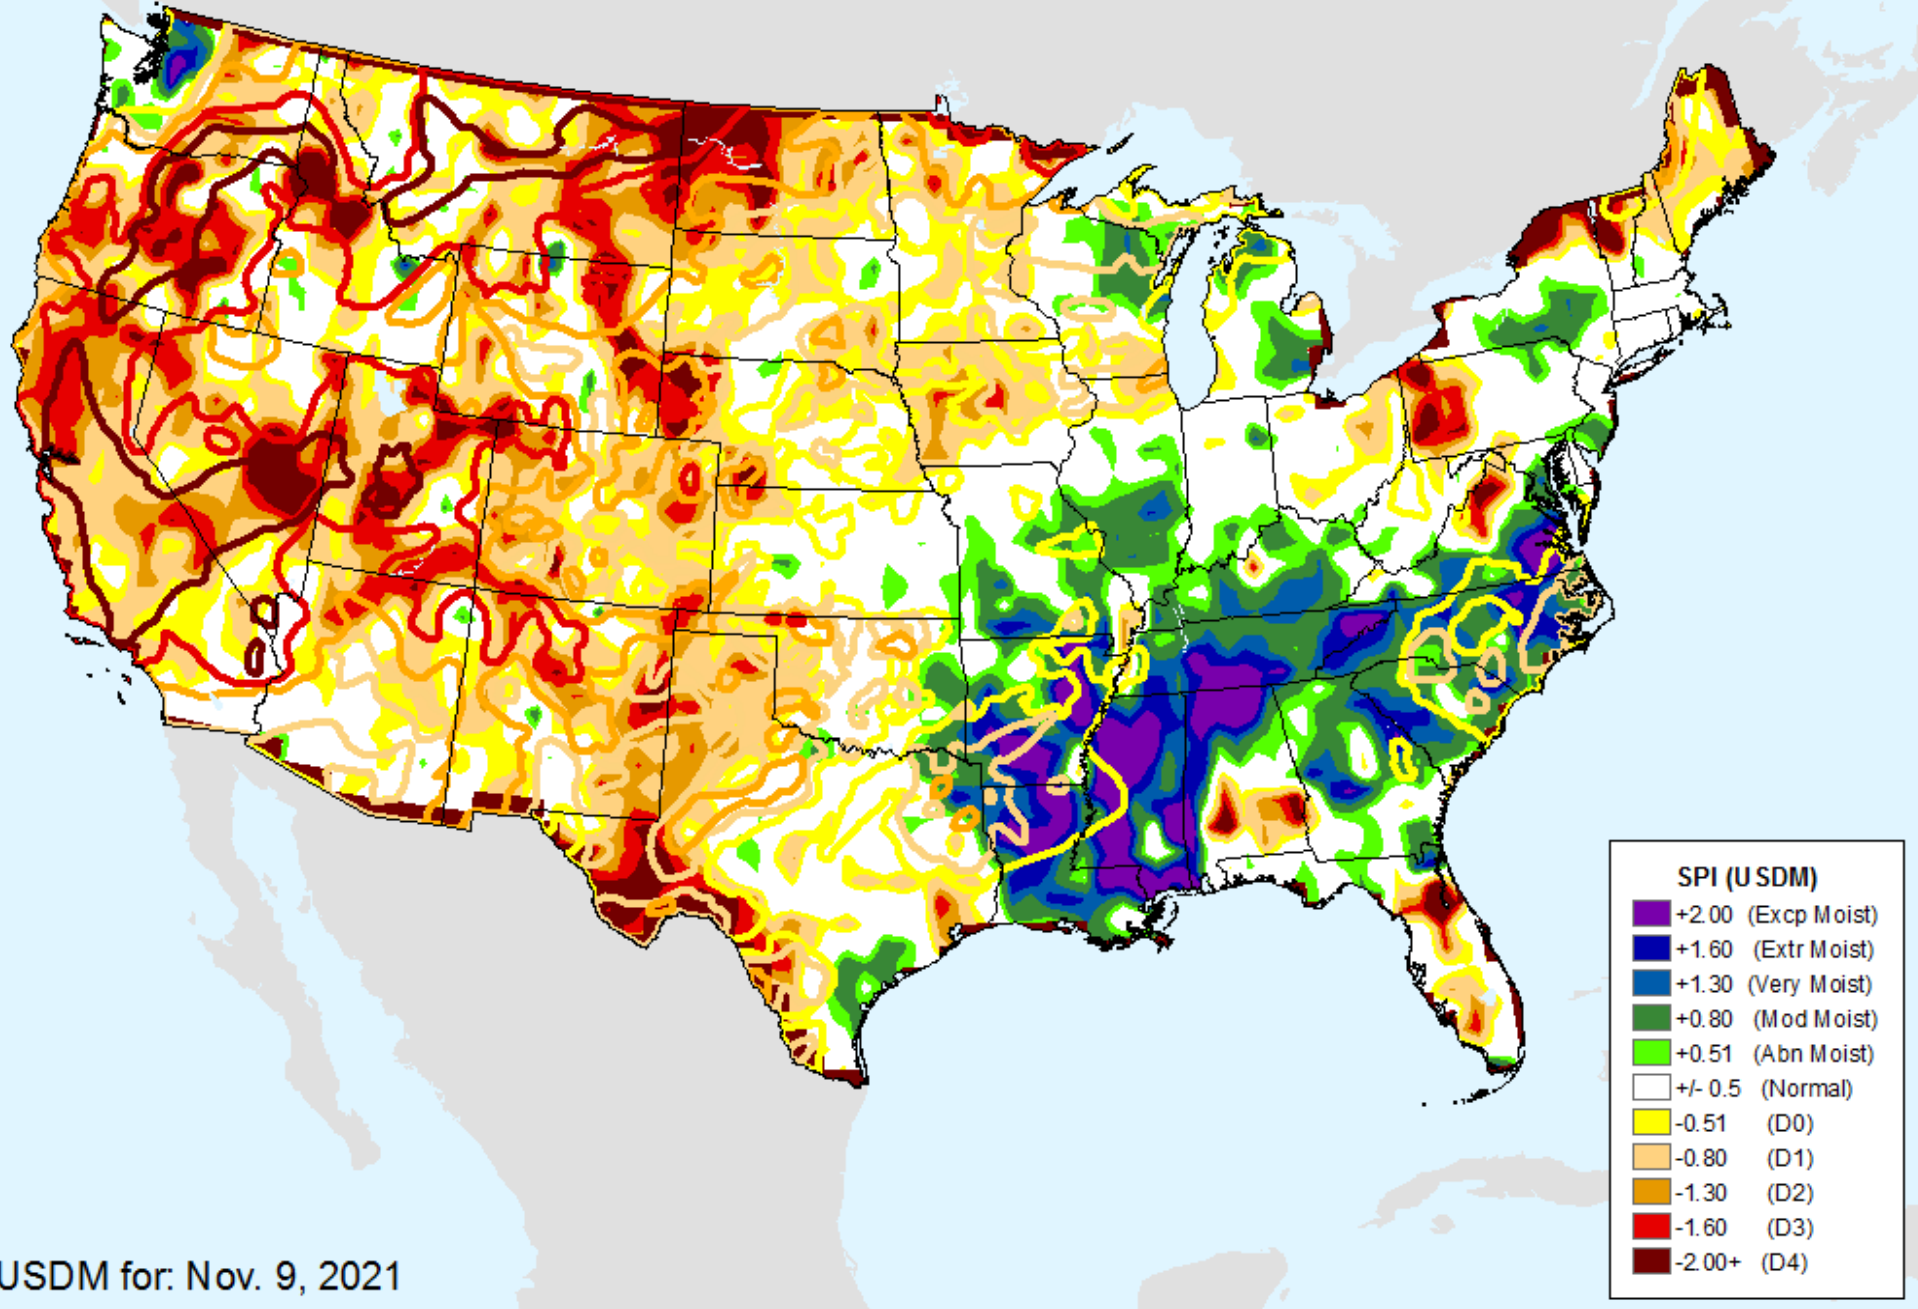 SPI (USDM)
+2.00 (Excp Moist)
+1.60 (Extr Moist)
+1.30 (Very Moist)
+0.80 (Mod Moist)
+0.51 (Abn Moist)
+/- 0.5 (Normal)
-0.51 (D0)
-0.80 (D1)
-1.30 (D2)
-1.60 (D3)
-2.00+ (D4)
USDM for: Nov. 9, 2021